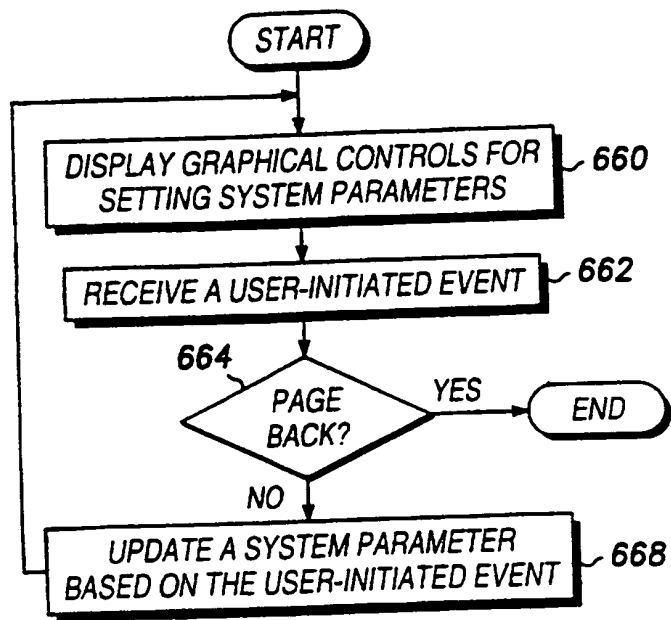 START
DISPLAY GRAPHICAL CONTROLS FOR
SETTING SYSTEM PARAMETERS
660
RECEIVE A USER-INITIATED EVENT
662
664
PAGE
BACK?
YES
END
NO
UPDATE A SYSTEM PARAMETER
BASED ON THE USER-INITIATED EVENT
668